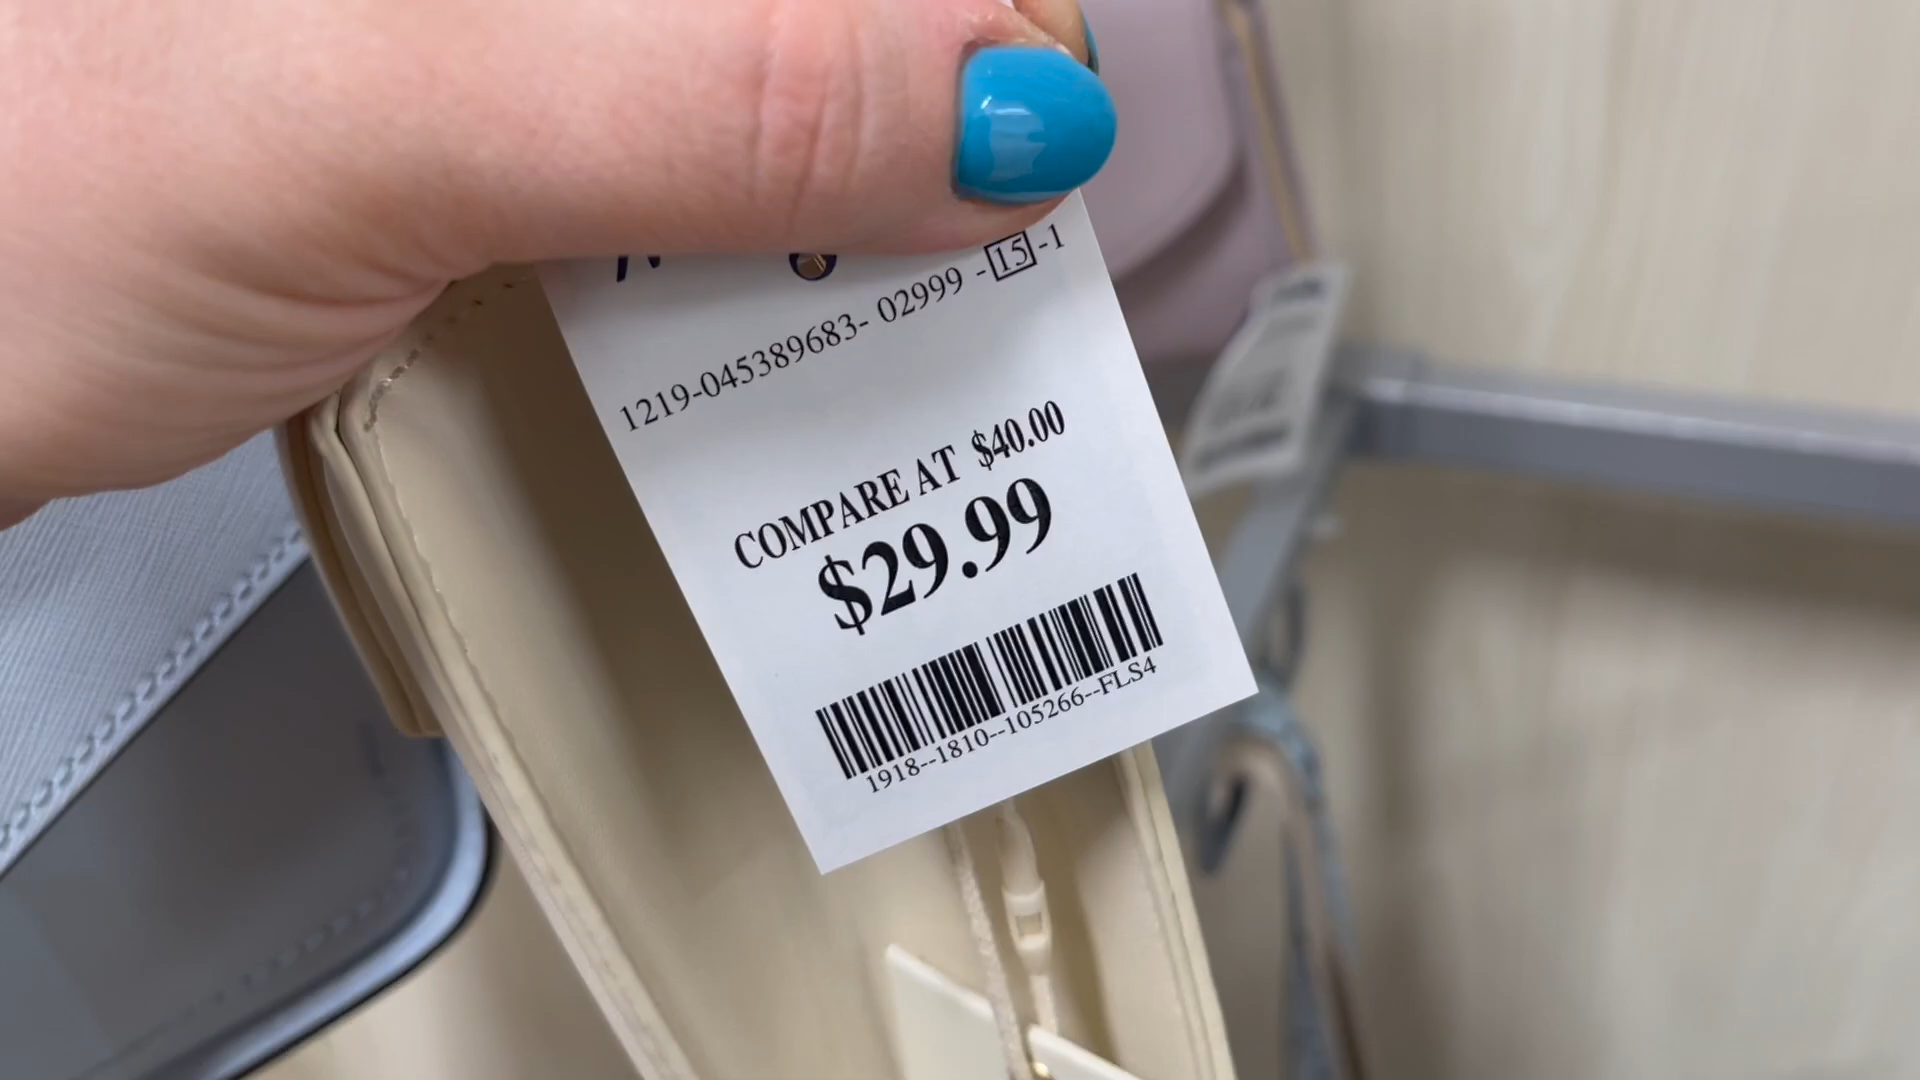 1219-045389683- 02999 -15-1
COMPARE AT $40.00
$29.99
1918--1810--105266--FLS4